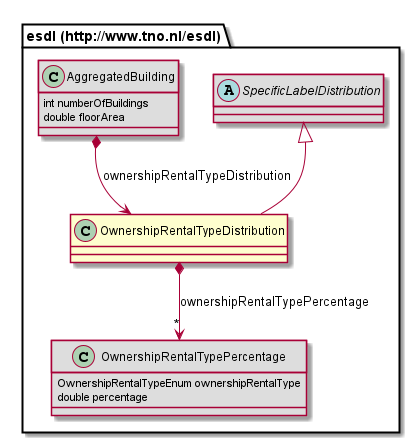 esdl (http://www.tno.nl/esdl)
C AggregatedBuilding
int numberOfBuildings
double floorArea
A SpecificLabelDistribution
ownershipRentalTypeDistribution
C OwnershipRentalTypeDistribution
ownershipRentalTypePercentage
*
C OwnershipRentalTypePercentage
OwnershipRentalTypeEnum ownershipRentalType
double percentage